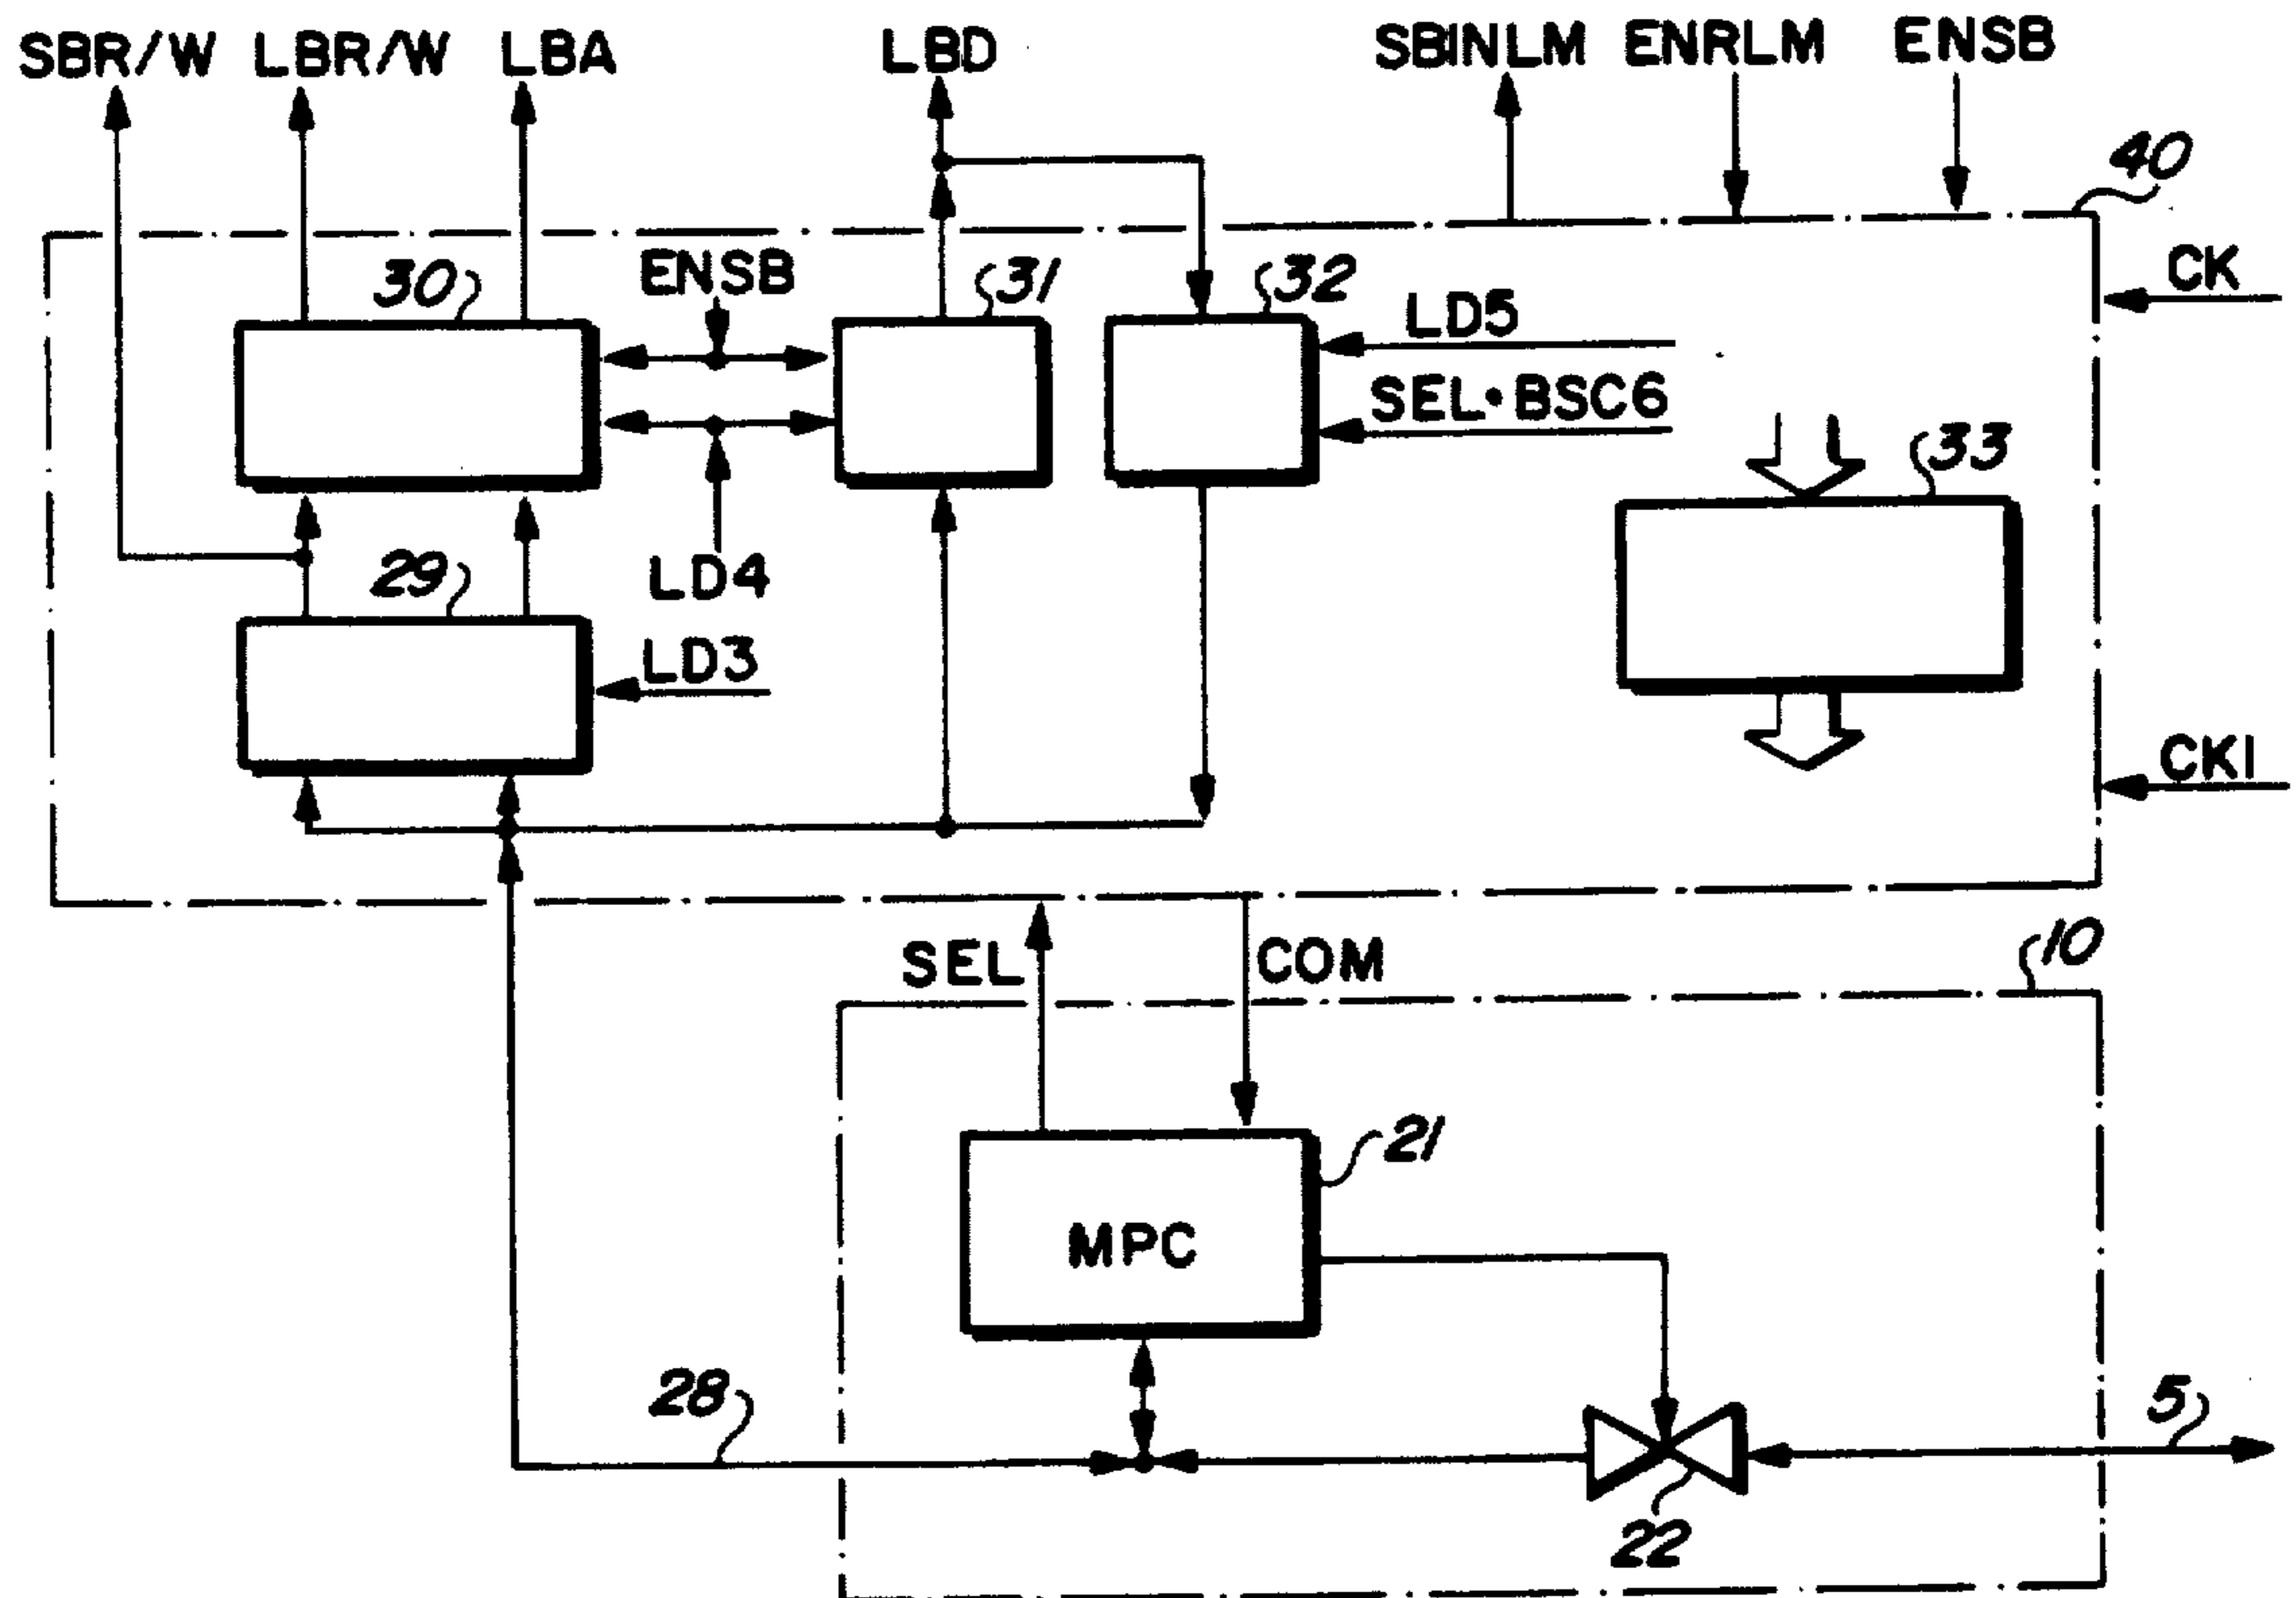 SBR/W LBR/W LBA LBD SBINLM ENRLM ENSB
40
CK
30 ENSB 31 32
LD5
SEL•BSC6
33
29 LD4
LD3
CK1
SEL COM 10
21
MPC
28 5
22